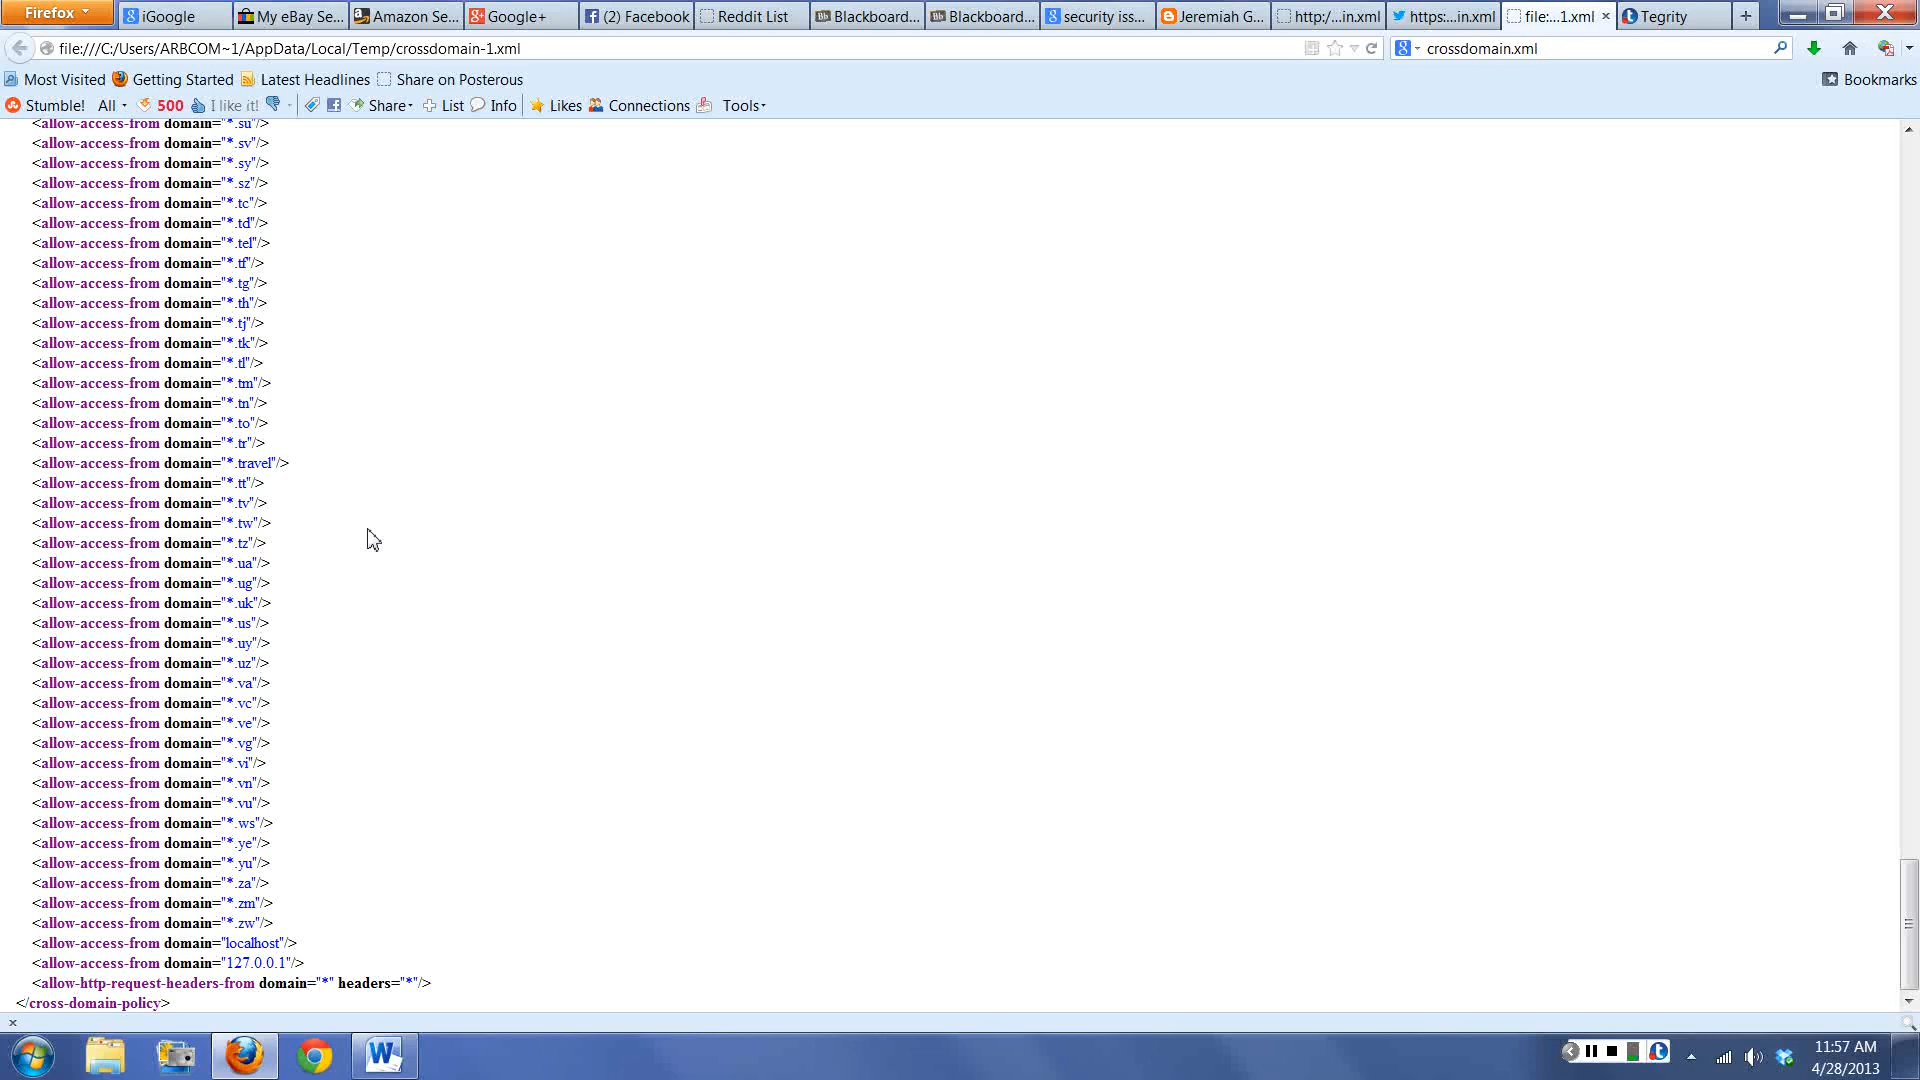 Firefox
iGoogle
My eBay Se...
Amazon Se...
Google+
(2) Facebook
Reddit List
Blackboard...
Blackboard...
security iss...
Jeremiah G...
http:/...in.xml
https:...in.xml
file:...1.xml
Tegrity
file:///C:/Users/ARBCOM~1/AppData/Local/Temp/crossdomain-1.xml
crossdomain.xml
Most Visited Getting Started Latest Headlines Share on Posterous Bookmarks
Stumble! All 500 I like it! Share List Info Likes Connections Tools
<allow-access-from domain="*.su"/>
<allow-access-from domain="*.sv"/>
<allow-access-from domain="*.sy"/>
<allow-access-from domain="*.sz"/>
<allow-access-from domain="*.tc"/>
<allow-access-from domain="*.td"/>
<allow-access-from domain="*.tel"/>
<allow-access-from domain="*.tf"/>
<allow-access-from domain="*.tg"/>
<allow-access-from domain="*.th"/>
<allow-access-from domain="*.tj"/>
<allow-access-from domain="*.tk"/>
<allow-access-from domain="*.tl"/>
<allow-access-from domain="*.tm"/>
<allow-access-from domain="*.tn"/>
<allow-access-from domain="*.to"/>
<allow-access-from domain="*.tr"/>
<allow-access-from domain="*.travel"/>
<allow-access-from domain="*.tt"/>
<allow-access-from domain="*.tv"/>
<allow-access-from domain="*.tw"/>
<allow-access-from domain="*.tz"/>
<allow-access-from domain="*.ua"/>
<allow-access-from domain="*.ug"/>
<allow-access-from domain="*.uk"/>
<allow-access-from domain="*.us"/>
<allow-access-from domain="*.uy"/>
<allow-access-from domain="*.uz"/>
<allow-access-from domain="*.va"/>
<allow-access-from domain="*.vc"/>
<allow-access-from domain="*.ve"/>
<allow-access-from domain="*.vg"/>
<allow-access-from domain="*.vi"/>
<allow-access-from domain="*.vn"/>
<allow-access-from domain="*.vu"/>
<allow-access-from domain="*.ws"/>
<allow-access-from domain="*.ye"/>
<allow-access-from domain="*.yu"/>
<allow-access-from domain="*.za"/>
<allow-access-from domain="*.zm"/>
<allow-access-from domain="*.zw"/>
<allow-access-from domain="localhost"/>
<allow-access-from domain="127.0.0.1"/>
<allow-http-request-headers-from domain="*" headers="*"/>
</cross-domain-policy>
11:57 AM
4/28/2013